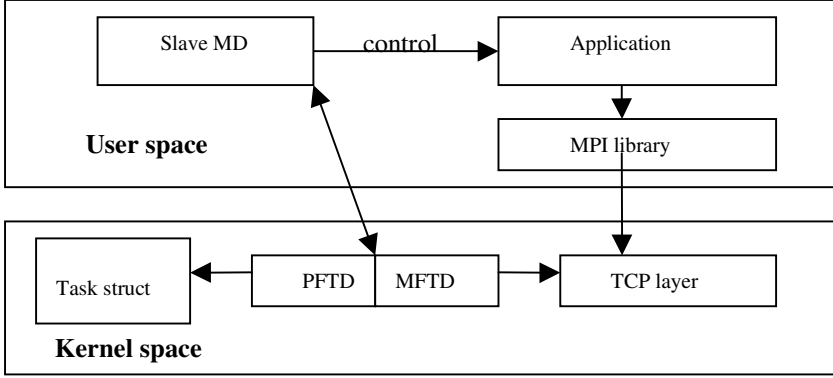 Slave MD
control
Application
User space
MPI library
Task struct
PFTD
MFTD
TCP layer
Kernel space